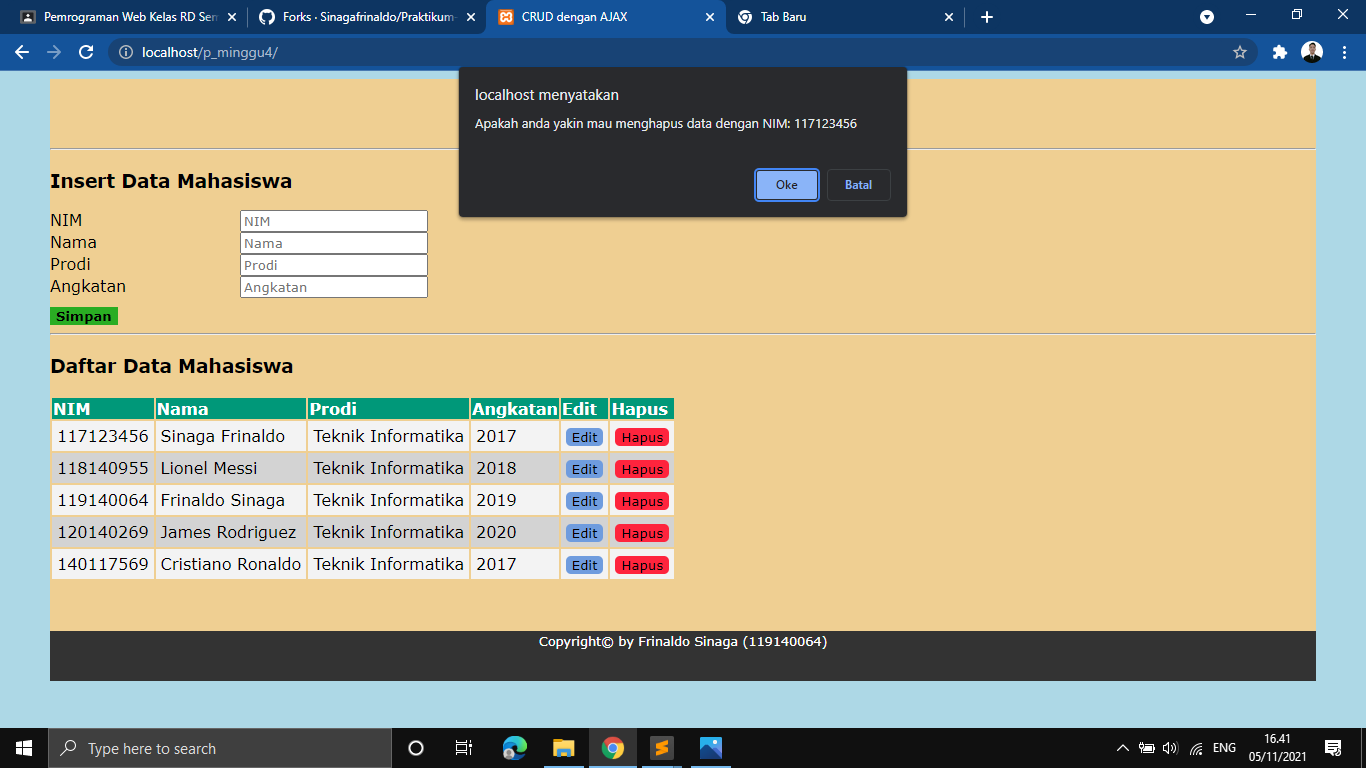 Pemrograman Web Kelas RD Sem
Forks · Sinagafrinaldo/Praktikum-
CRUD dengan AJAX
Tab Baru
localhost/p_minggu4/
localhost menyatakan
Apakah anda yakin mau menghapus data dengan NIM: 117123456
Oke Batal
Insert Data Mahasiswa
NIM NIM
Nama Nama
Prodi Prodi
Angkatan Angkatan
Simpan
Daftar Data Mahasiswa
NIM Nama Prodi Angkatan Edit Hapus
117123456 Sinaga Frinaldo Teknik Informatika 2017 Edit Hapus
118140955 Lionel Messi Teknik Informatika 2018 Edit Hapus
119140064 Frinaldo Sinaga Teknik Informatika 2019 Edit Hapus
120140269 James Rodriguez Teknik Informatika 2020 Edit Hapus
140117569 Cristiano Ronaldo Teknik Informatika 2017 Edit Hapus
Copyright© by Frinaldo Sinaga (119140064)
Type here to search
ENG
16.41
05/11/2021